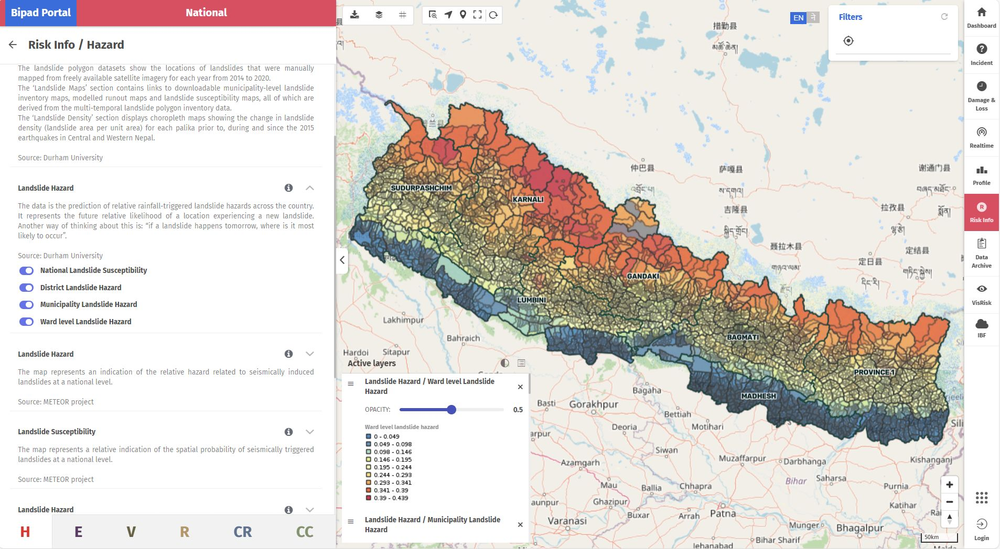 Bipad Portal
National
Risk Info / Hazard
The landslide polygon datasets show the locations of landslides that were manually
mapped from freely available satellite imagery for each year from 2014 to 2020.
The ‘Landslide Maps’ section contains links to downloadable municipality-level landslide
inventory maps, modelled runout maps and landslide susceptibility maps, all of which are
derived from the multi-temporal landslide polygon inventory data.
The ‘Landslide Density’ section displays choropleth maps showing the change in landslide
density (landslide area per unit area) for each palika prior to, during and since the 2015
earthquakes in Central and Western Nepal.
Source: Durham University
Landslide Hazard
The data is the prediction of relative rainfall-triggered landslide hazards across the country.
It represents the future relative likelihood of a location experiencing a new landslide.
Another way of thinking about this is: “if a landslide happens tomorrow, where is it most
likely to occur”.
Source: Durham University
National Landslide Susceptibility
District Landslide Hazard
Municipality Landslide Hazard
Ward level Landslide Hazard
Landslide Hazard
The map represents an indication of the relative hazard related to seismically induced
landslides at a national level.
Source: METEOR project
Landslide Susceptibility
The map represents a relative indication of the spatial probability of seismically triggered
landslides at a national level.
Source: METEOR project
Landslide Hazard
H E V R CR CC
EN ने
Filters
措勤县
仲巴县
萨嘎县
谢通门县
吉隆县
拉孜县
聂拉木县
定日县
定结县
SUDURPASHCHIM
KARNALI
GANDAKI
LUMBINI
BAGMATI
PROVINCE 1
MADHESH
Lakhimpur
Bahraich
Hardoi
Sitapur
Basti
Gorakhpur
Bagaha
Bettiah
Deoria
Motihari
Siwan
Muzaffarpur
Darbhanga
Kishanganj
Azamgarh
Mau
Ballia
Chhapra
Bihar
Saharsa
Purnia
Ghazipur
Katihar
Buxar
Arrah
Patna
Varanasi
Munger
Bhagalpur
Bihar Sharif
Jehanabad
Active layers
Landslide Hazard / Ward level Landslide
Hazard
OPACITY:
0.5
Ward level landslide hazard
0 - 0.049
0.049 - 0.098
0.098 - 0.146
0.146 - 0.195
0.195 - 0.244
0.244 - 0.293
0.293 - 0.341
0.341 - 0.39
0.39 - 0.439
Landslide Hazard / Municipality Landslide
Hazard
50km
Dashboard
Incident
Damage &
Loss
Realtime
Profile
R
Risk Info
Data
Archive
VisRisk
IBF
Login